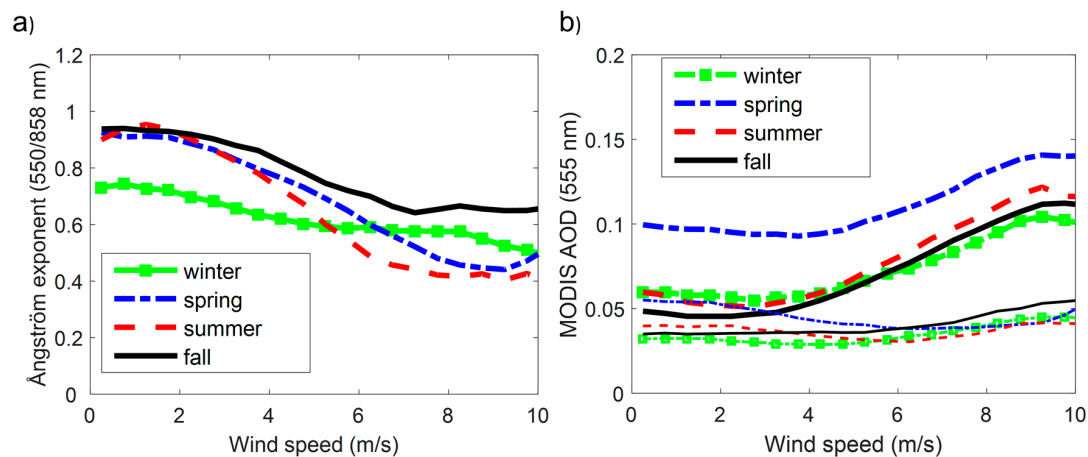 a)
Ångström exponent (550/858 nm)
1.2
1
0.8
0.6
0.4
0.2
0
winter
spring
summer
fall
0 2 4 6 8 10
Wind speed (m/s)
b)
MODIS AOD (555 nm)
0.2
0.15
0.1
0.05
0
winter
spring
summer
fall
0 2 4 6 8 10
Wind speed (m/s)